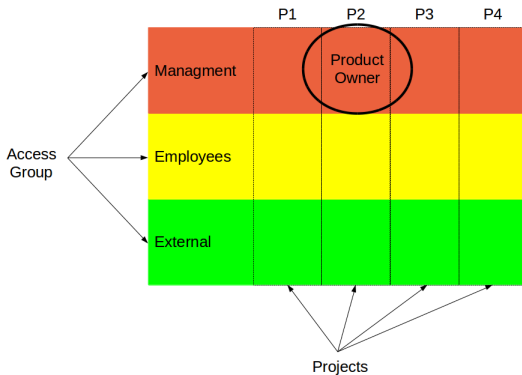 P1 P2 P3 P4
Managment
Product
Owner
Access
Group
Employees
External
Projects